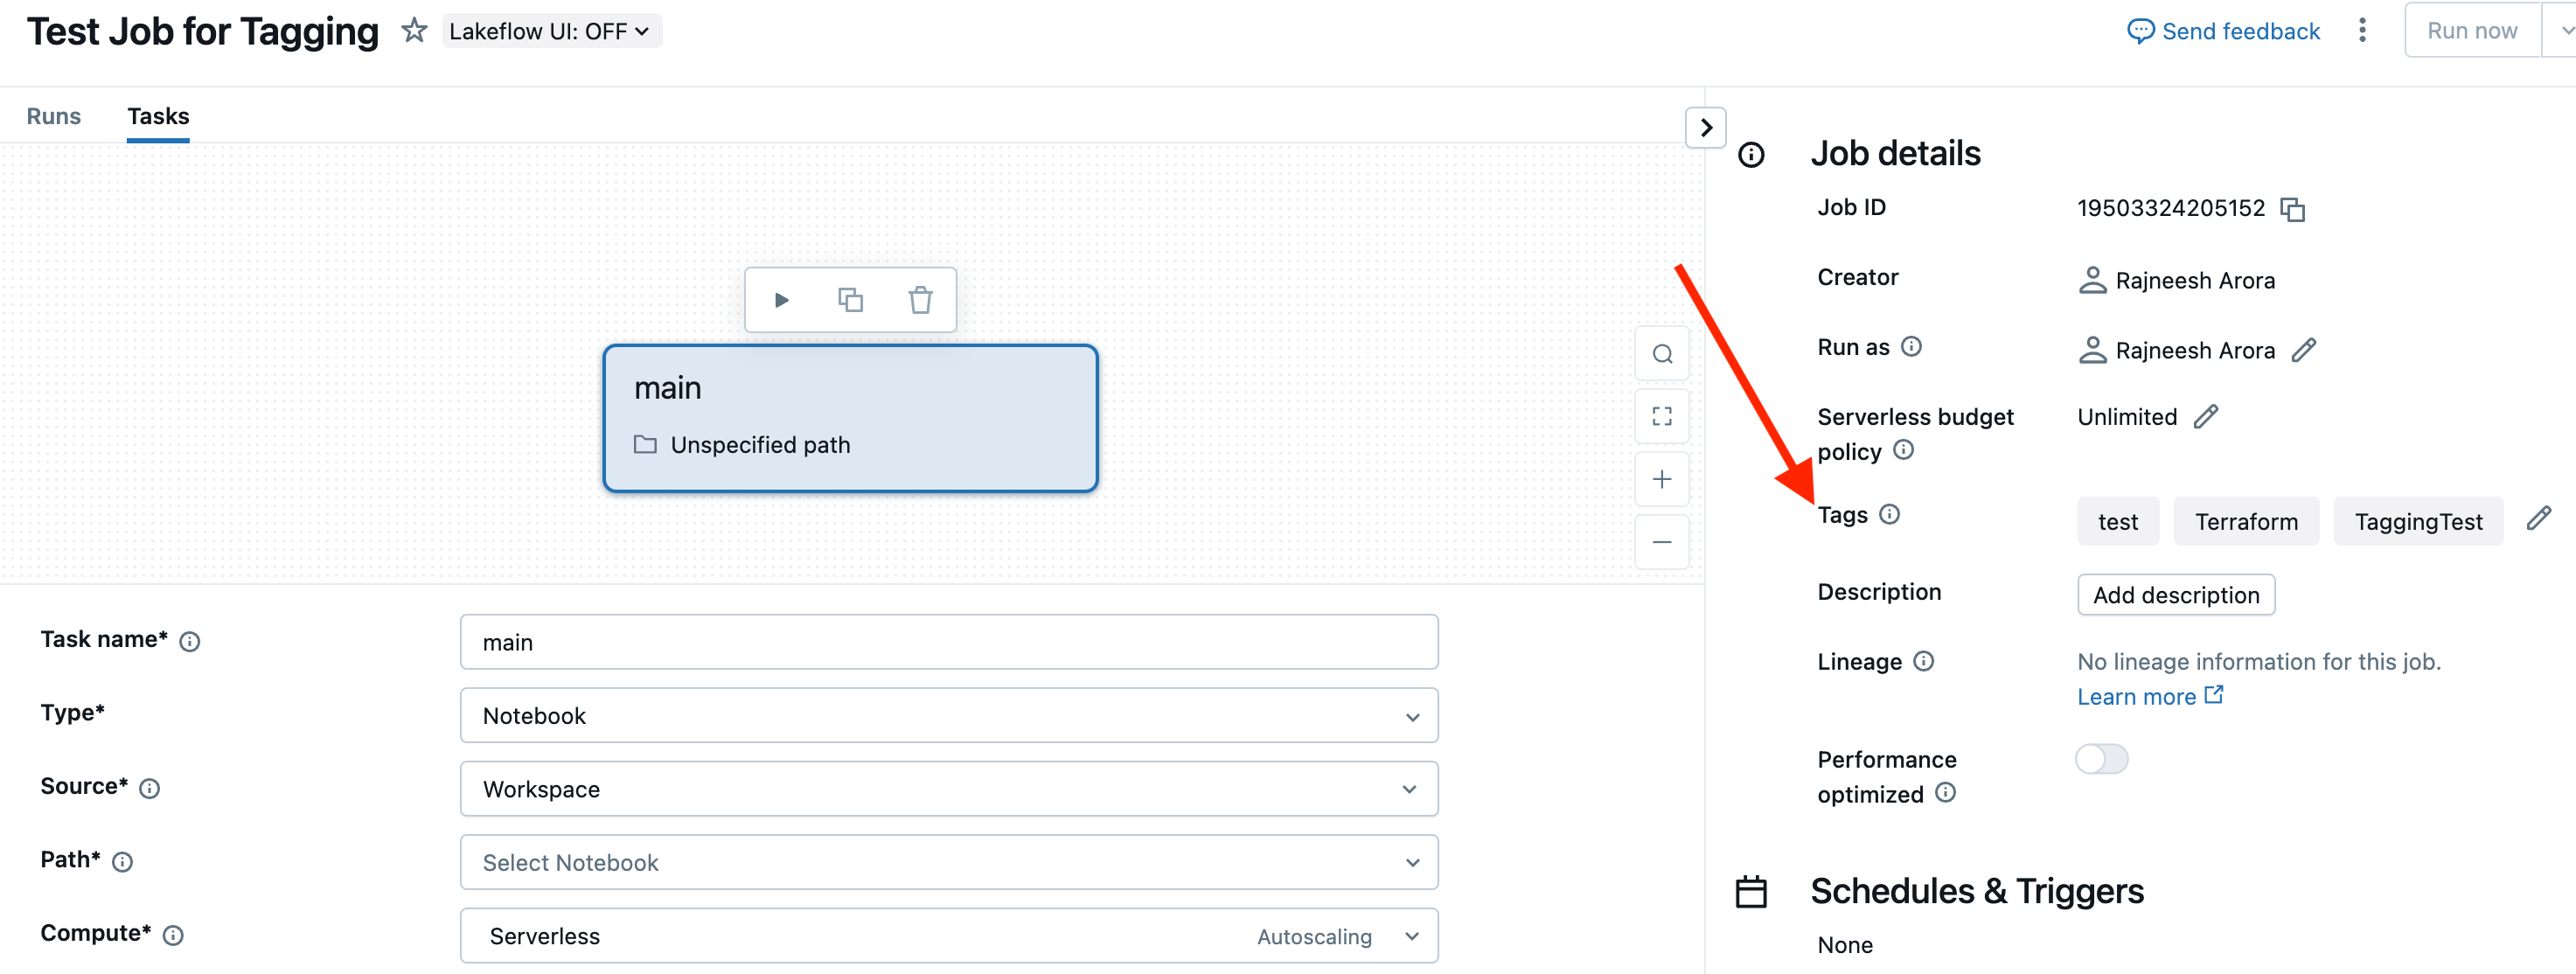 Test Job for Tagging
Lakeflow UI: OFF
Send feedback
Run now
Runs
Tasks
main
Unspecified path
Task name*
main
Type*
Notebook
Source*
Workspace
Path*
Select Notebook
Compute*
Serverless
Autoscaling
Job details
Job ID
19503324205152
Creator
Rajneesh Arora
Run as
Rajneesh Arora
Serverless budget
policy
Unlimited
Tags
test
Terraform
TaggingTest
Description
Add description
Lineage
No lineage information for this job.
Learn more
Performance
optimized
Schedules & Triggers
None